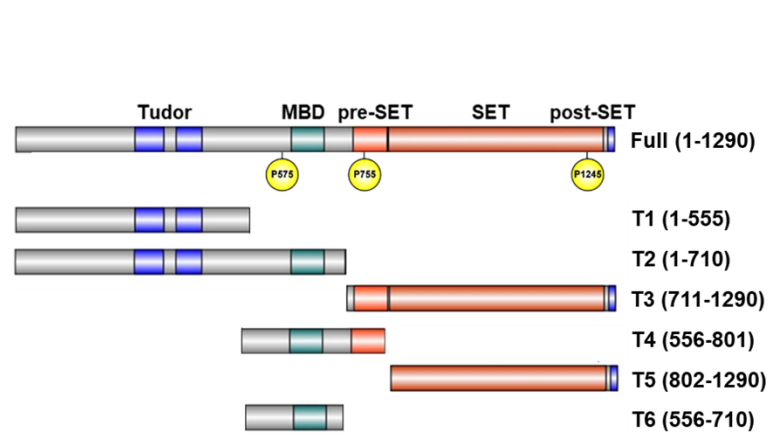 Tudor MBD pre-SET SET post-SET
Full (1-1290)
P575 P755 P1245
T1 (1-555)
T2 (1-710)
T3 (711-1290)
T4 (556-801)
T5 (802-1290)
T6 (556-710)